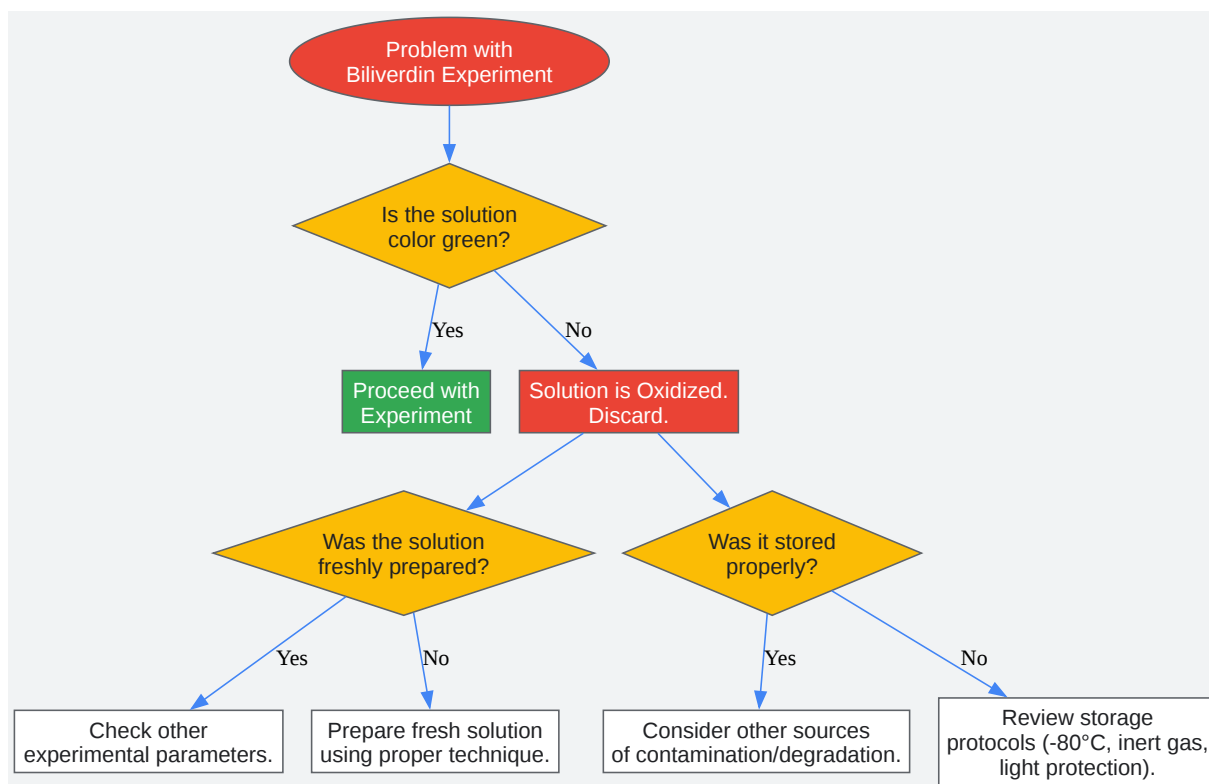 Problem with
Biliverdin Experiment
Is the solution
color green?
Yes
No
Proceed with
Experiment
Solution is Oxidized.
Discard.
Was the solution
freshly prepared?
Was it stored
properly?
Yes
No
Yes
No
Check other
experimental parameters.
Prepare fresh solution
using proper technique.
Consider other sources
of contamination/degradation.
Review storage
protocols (-80°C, inert gas,
light protection).